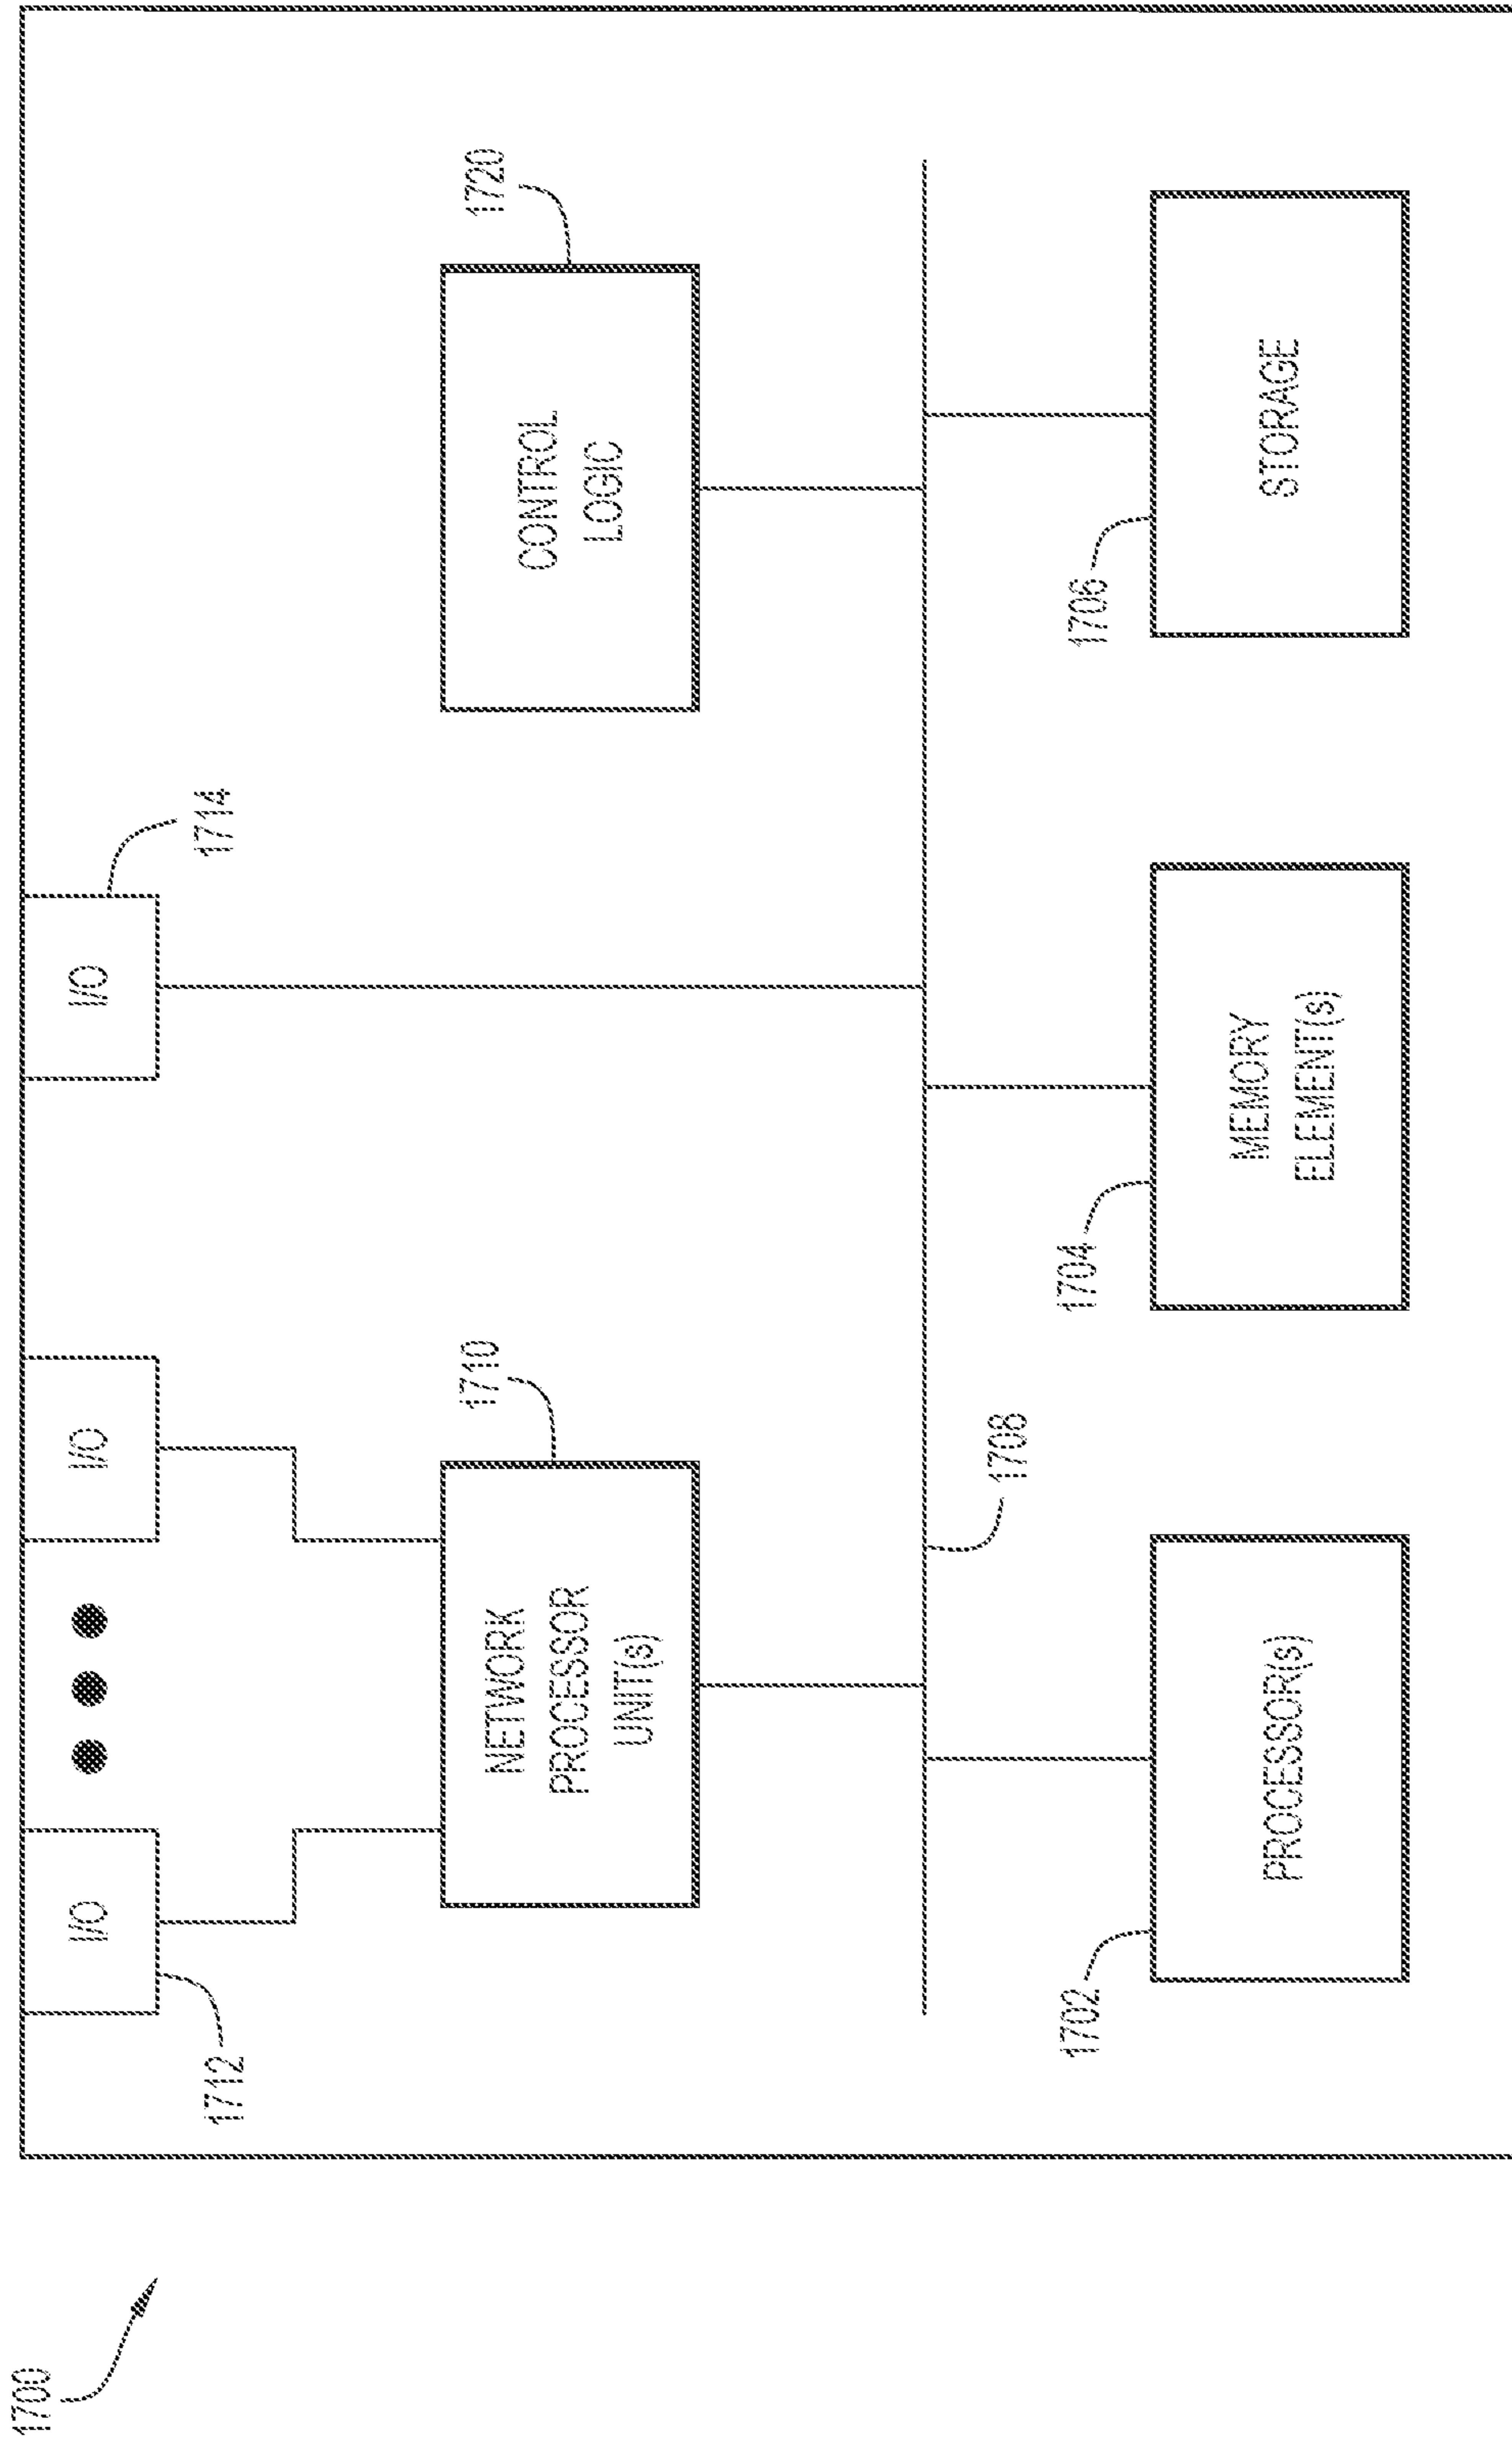 1700
I/O
I/O
I/O
1712
1714
1710
1720
NETWORK
PROCESSOR
UNIT(s)
CONTROL
LOGIC
1708
1702
1704
1706
PROCESSOR(s)
MEMORY
ELEMENT(s)
STORAGE